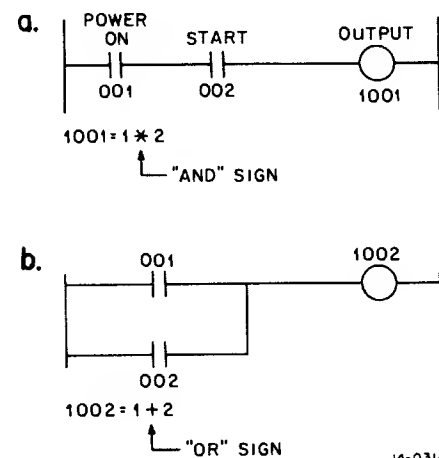 a.
POWER ON
START
OUTPUT
001
002
1001
1001=1*2
"AND" SIGN
b.
001
1002
002
1002=1+2
"OR" SIGN